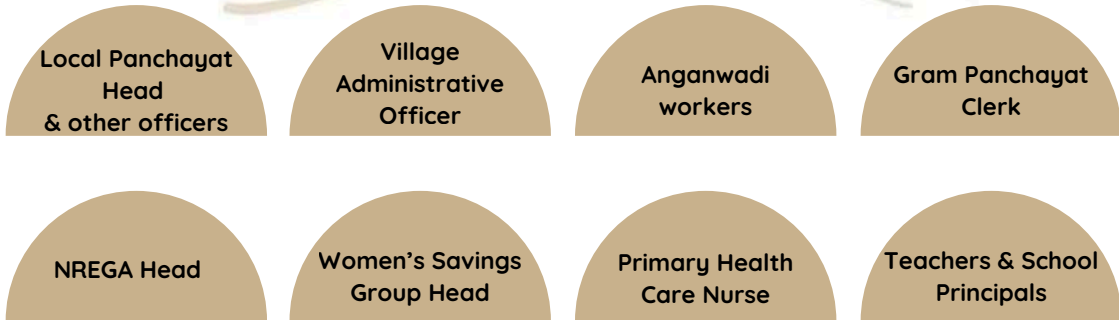 Local Panchayat
Head
& other officers
Village
Administrative
Officer
Anganwadi
workers
Gram Panchayat
Clerk
NREGA Head
Women's Savings
Group Head
Primary Health
Care Nurse
Teachers & School
Principals